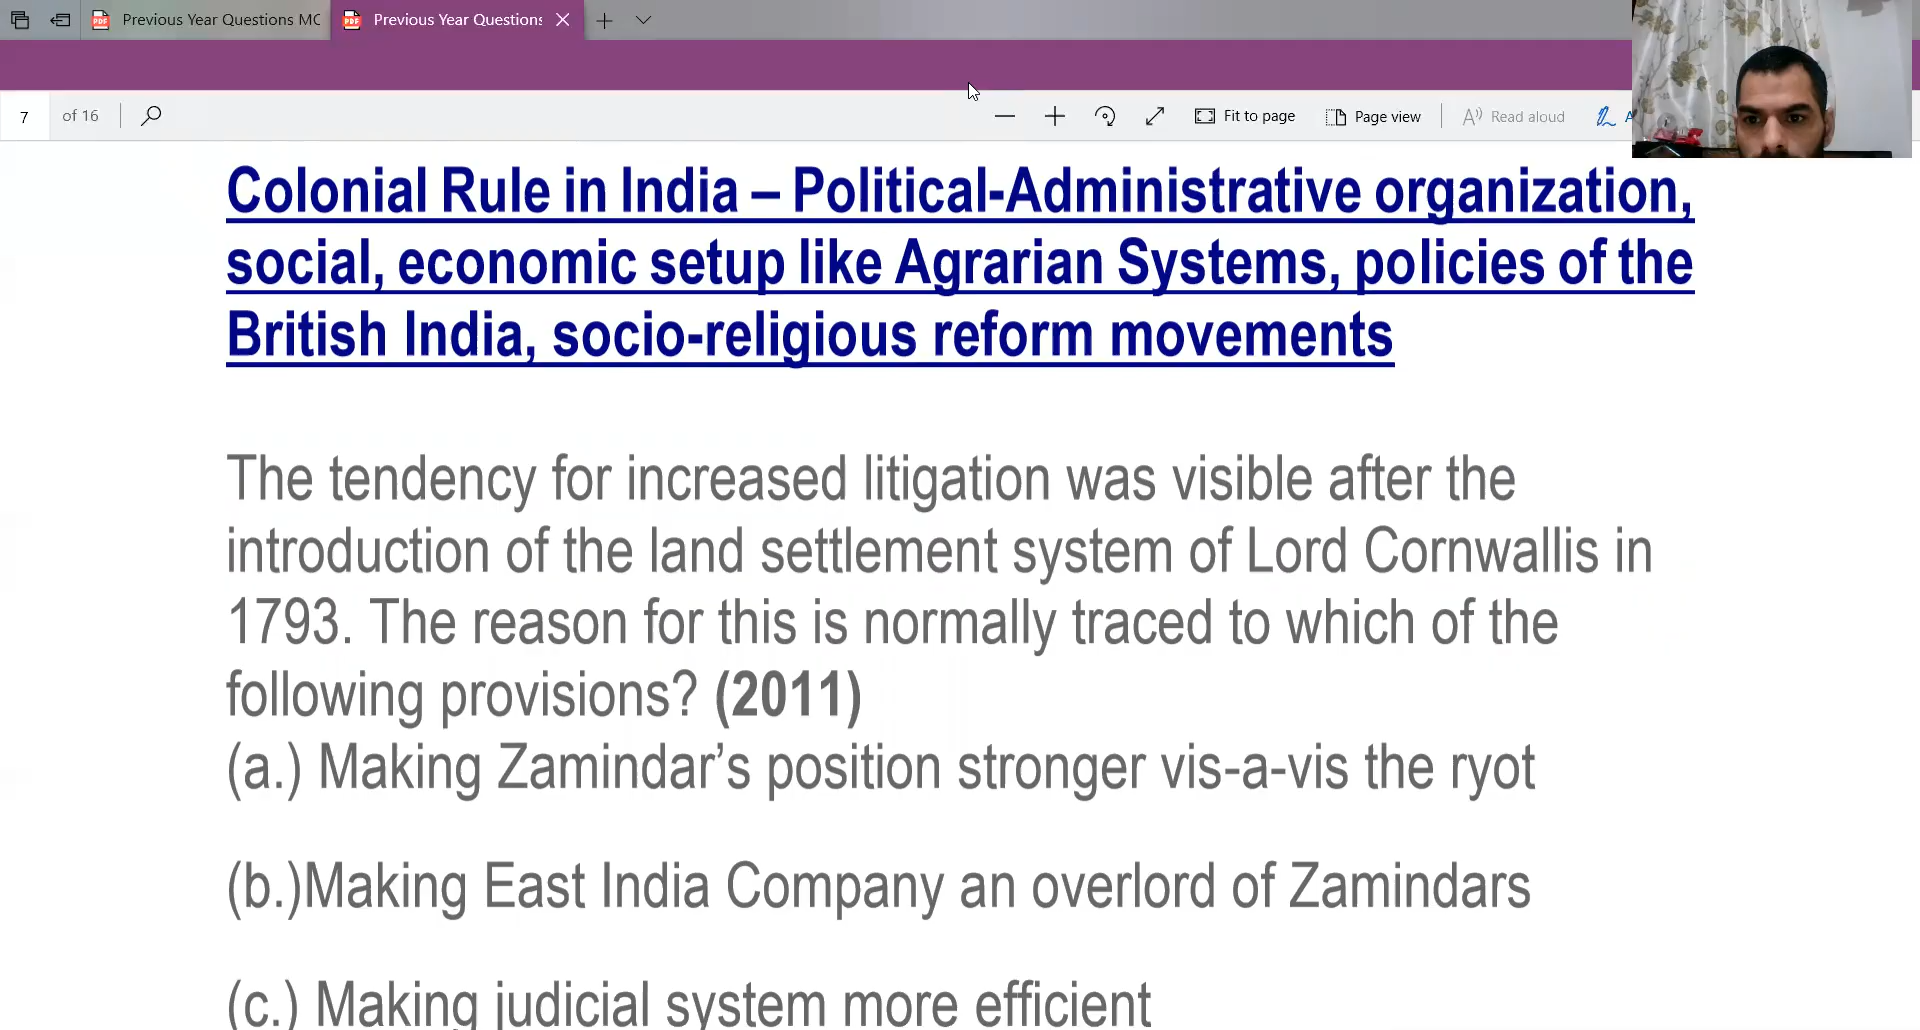 Previous Year Questions MC
Previous Year Questions
7 of 16
Fit to page
Page view
Read aloud
Colonial Rule in India – Political-Administrative organization,
social, economic setup like Agrarian Systems, policies of the
British India, socio-religious reform movements
The tendency for increased litigation was visible after the
introduction of the land settlement system of Lord Cornwallis in
1793. The reason for this is normally traced to which of the
following provisions? (2011)
(a.) Making Zamindar’s position stronger vis-a-vis the ryot
(b.)Making East India Company an overlord of Zamindars
(c.) Making judicial system more efficient